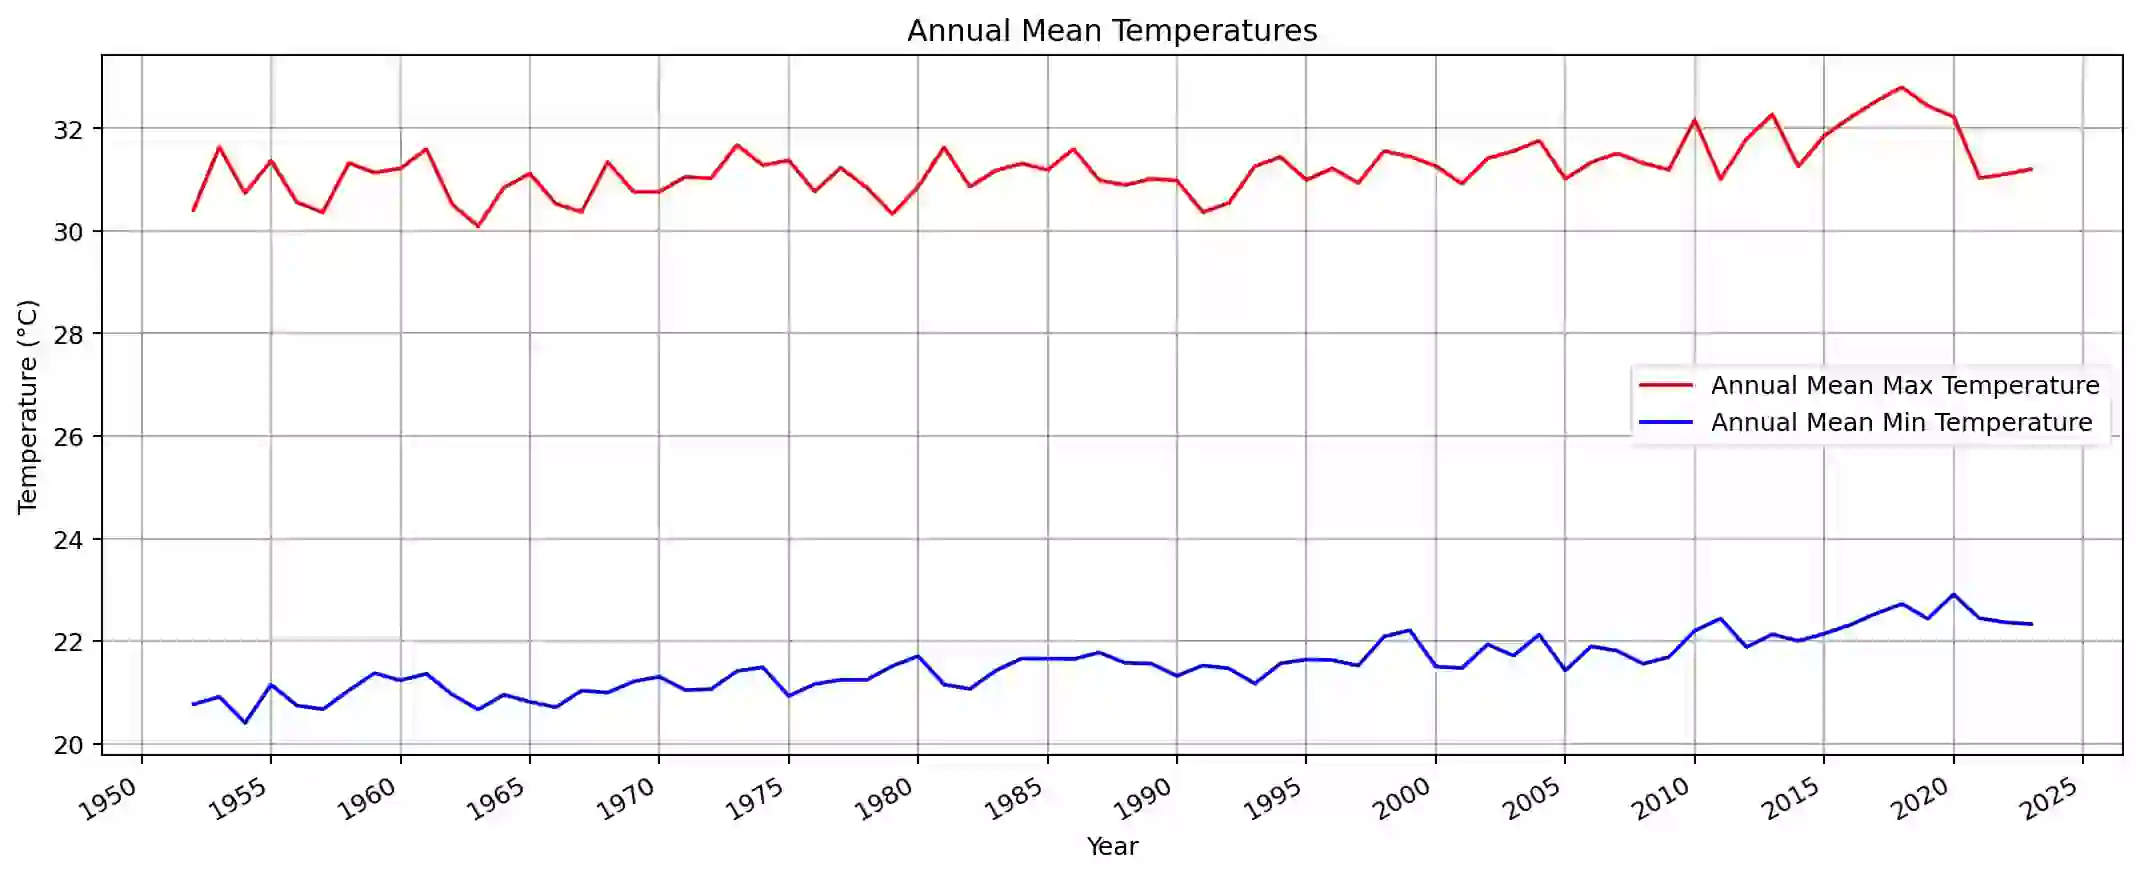 Annual Mean Temperatures
32
30
28
26
24
22
20
Temperature (°C)
Annual Mean Max Temperature
Annual Mean Min Temperature
1950 1955 1960 1965 1970 1975 1980 1985 1990 1995 2000 2005 2010 2015 2020 2025
Year